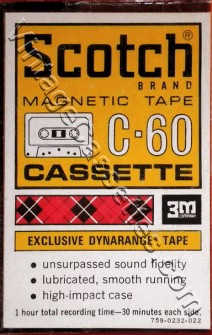 Scotch®
BRAND
MAGNETIC TAPE
C-60
CASSETTE
3M
EXCLUSIVE DYNARANGE® TAPE
• unsurpassed sound fidelity
• lubricated, smooth running
• high-impact case
1 hour total recording time—30 minutes each side.
759-0232-022